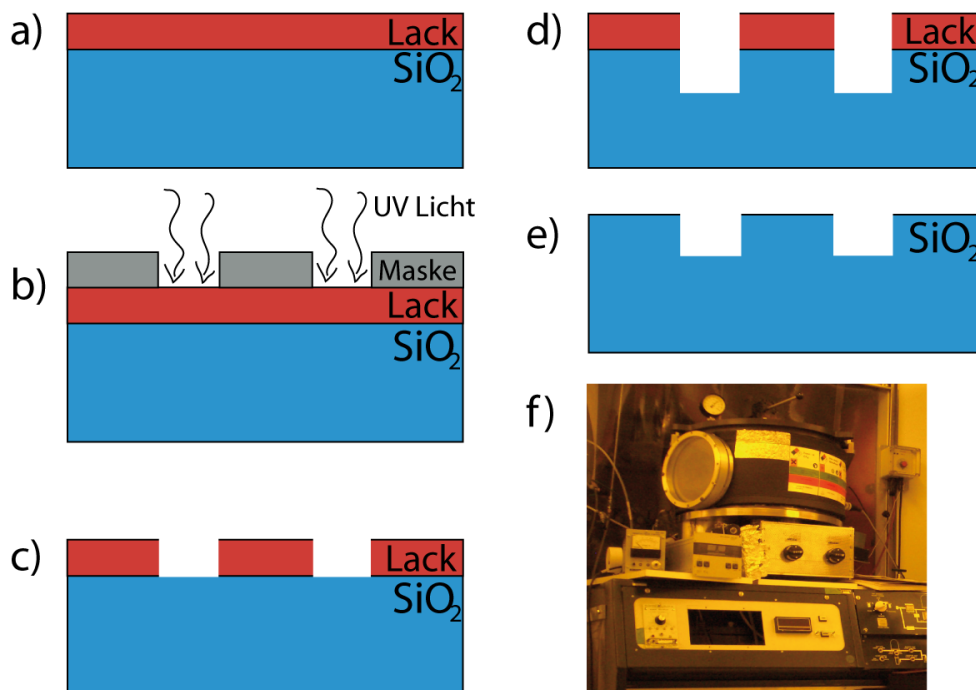 a)
Lack
SiO₂
b)
UV Licht
Maske
Lack
SiO₂
c)
Lack
SiO₂
d)
Lack
SiO₂
e)
SiO₂
f)